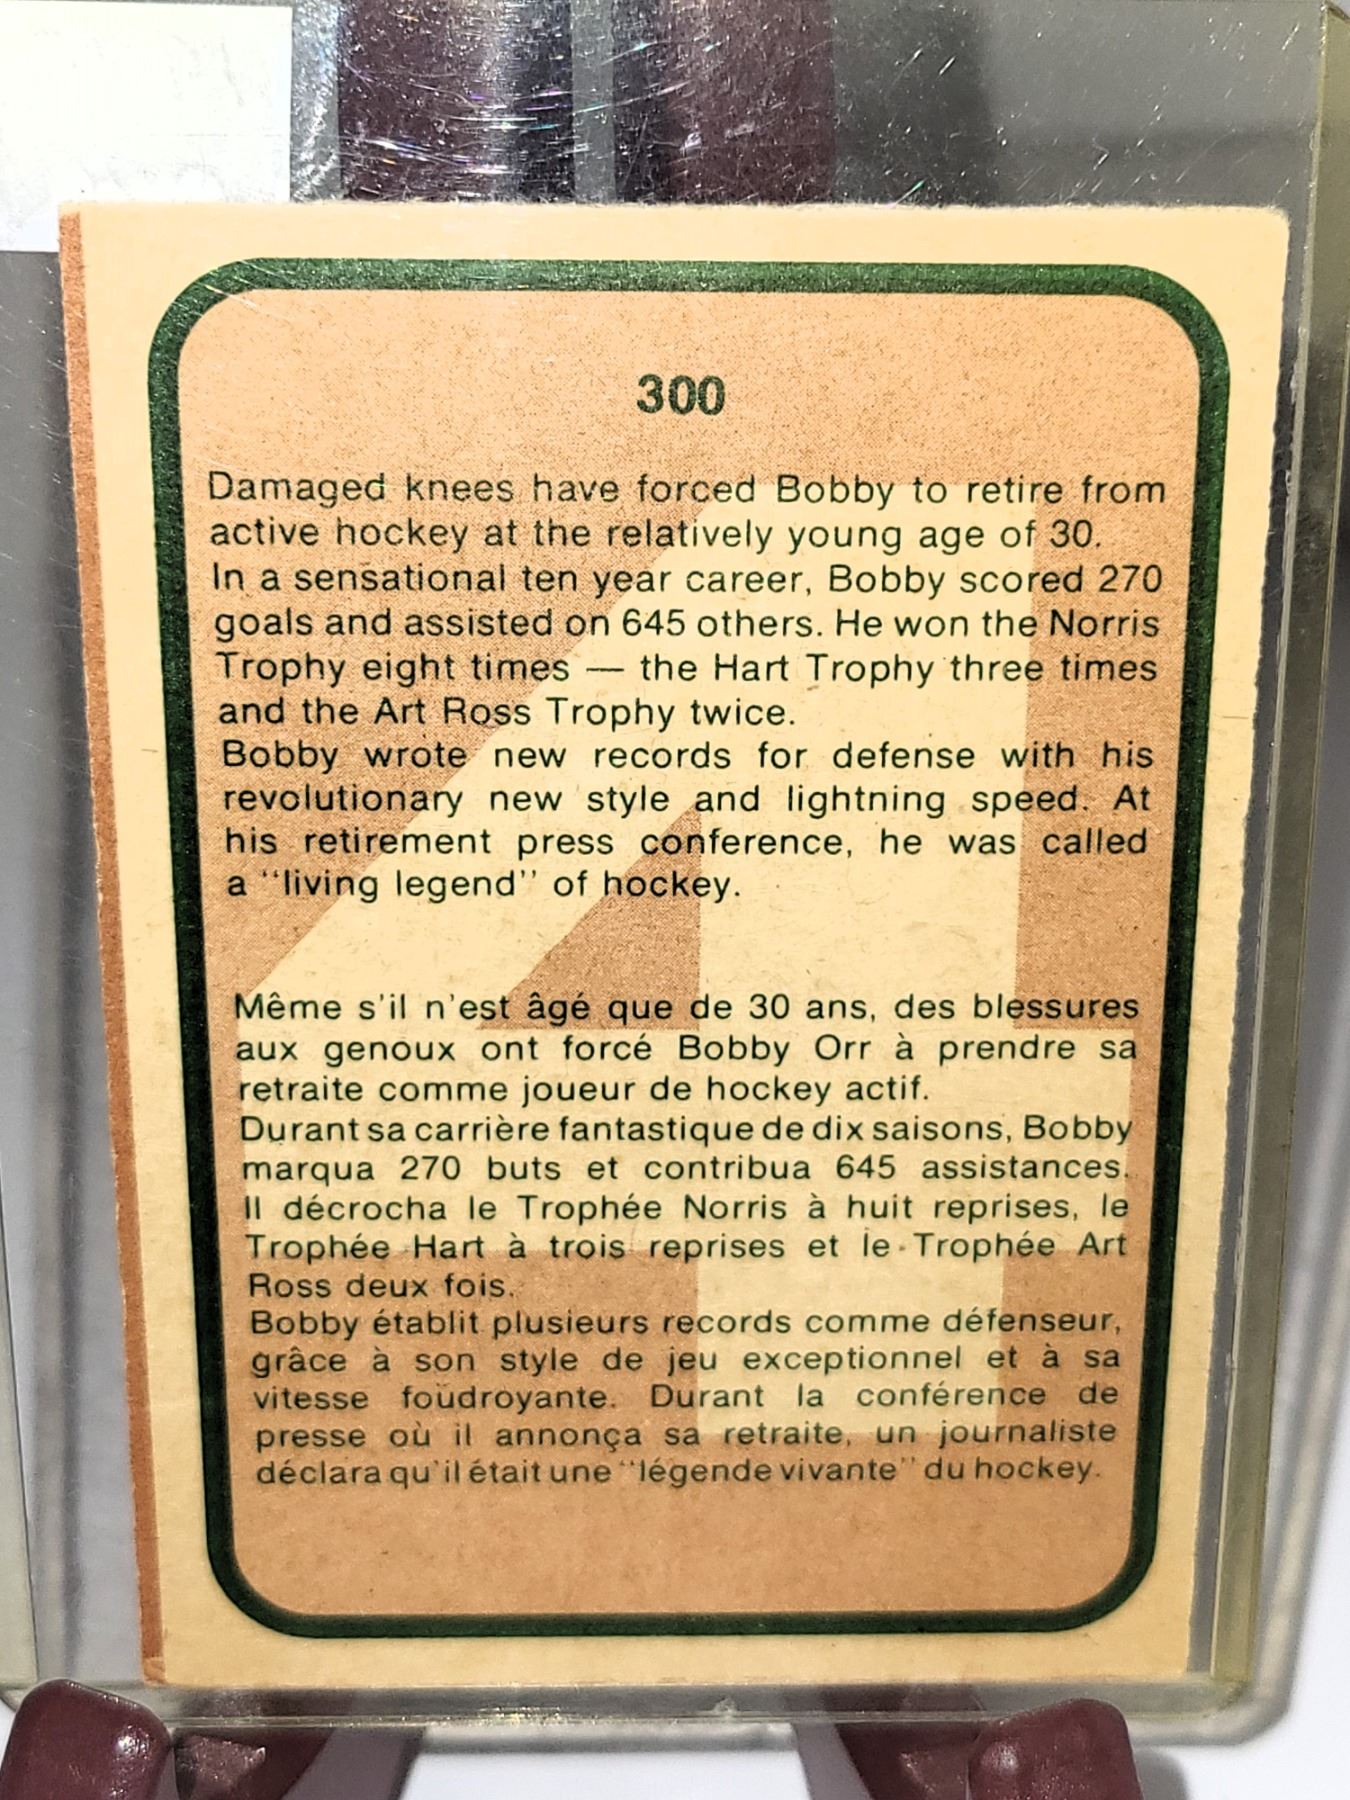 300
Damaged knees have forced Bobby to retire from
active hockey at the relatively young age of 30.
In a sensational ten year career, Bobby scored 270
goals and assisted on 645 others. He won the Norris
Trophy eight times — the Hart Trophy three times
and the Art Ross Trophy twice.
Bobby wrote new records for defense with his
revolutionary new style and lightning speed. At
his retirement press conference, he was called
a "living legend" of hockey.
Même s'il n'est âgé que de 30 ans, des blessures
aux genoux ont forcé Bobby Orr à prendre sa
retraite comme joueur de hockey actif.
Durant sa carrière fantastique de dix saisons, Bobby
marqua 270 buts et contribua 645 assistances.
Il décrocha le Trophée Norris à huit reprises, le
Trophée Hart à trois reprises et le Trophée Art
Ross deux fois.
Bobby établit plusieurs records comme défenseur,
grâce à son style de jeu exceptionnel et à sa
vitesse foudroyante. Durant la conférence de
presse où il annonça sa retraite, un journaliste
déclara qu'il était une "légende vivante" du hockey.